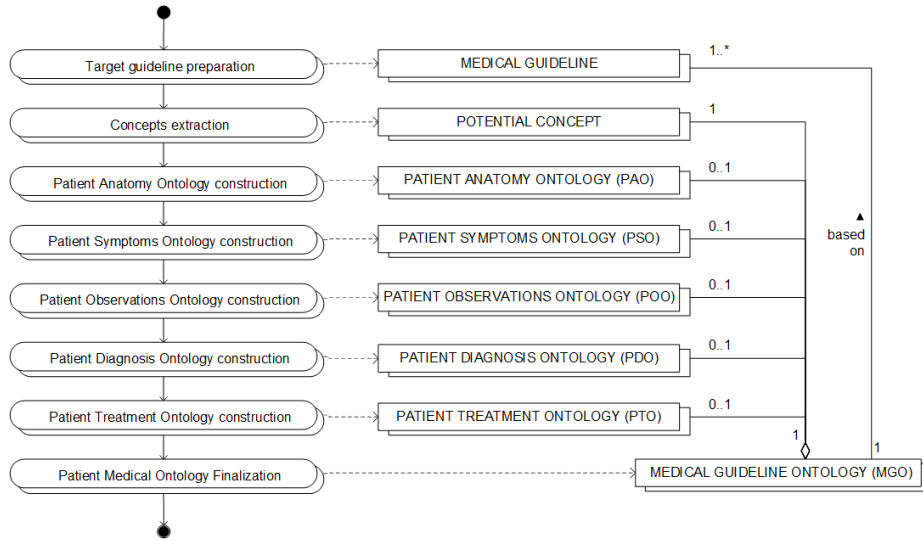 Target guideline preparation
MEDICAL GUIDELINE
1..*
Concepts extraction
POTENTIAL CONCEPT
1
Patient Anatomy Ontology construction
PATIENT ANATOMY ONTOLOGY (PAO)
0..1
Patient Symptoms Ontology construction
PATIENT SYMPTOMS ONTOLOGY (PSO)
0..1
▲
based
on
Patient Observations Ontology construction
PATIENT OBSERVATIONS ONTOLOGY (POO)
0..1
Patient Diagnosis Ontology construction
PATIENT DIAGNOSIS ONTOLOGY (PDO)
0..1
Patient Treatment Ontology construction
PATIENT TREATMENT ONTOLOGY (PTO)
0..1
1
1
Patient Medical Ontology Finalization
MEDICAL GUIDELINE ONTOLOGY (MGO)